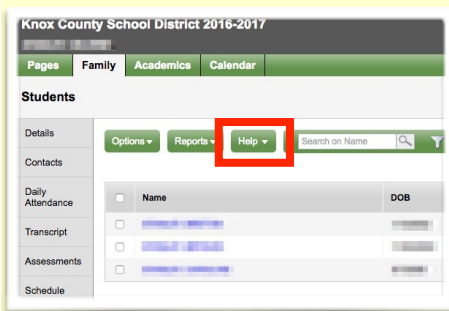 Knox County School District 2016-2017
Pages Family Academics Calendar
Students
Details
Options Reports Help Search on Name
Contacts
Daily
Attendance
Name DOB
Transcript
Assessments
Schedule